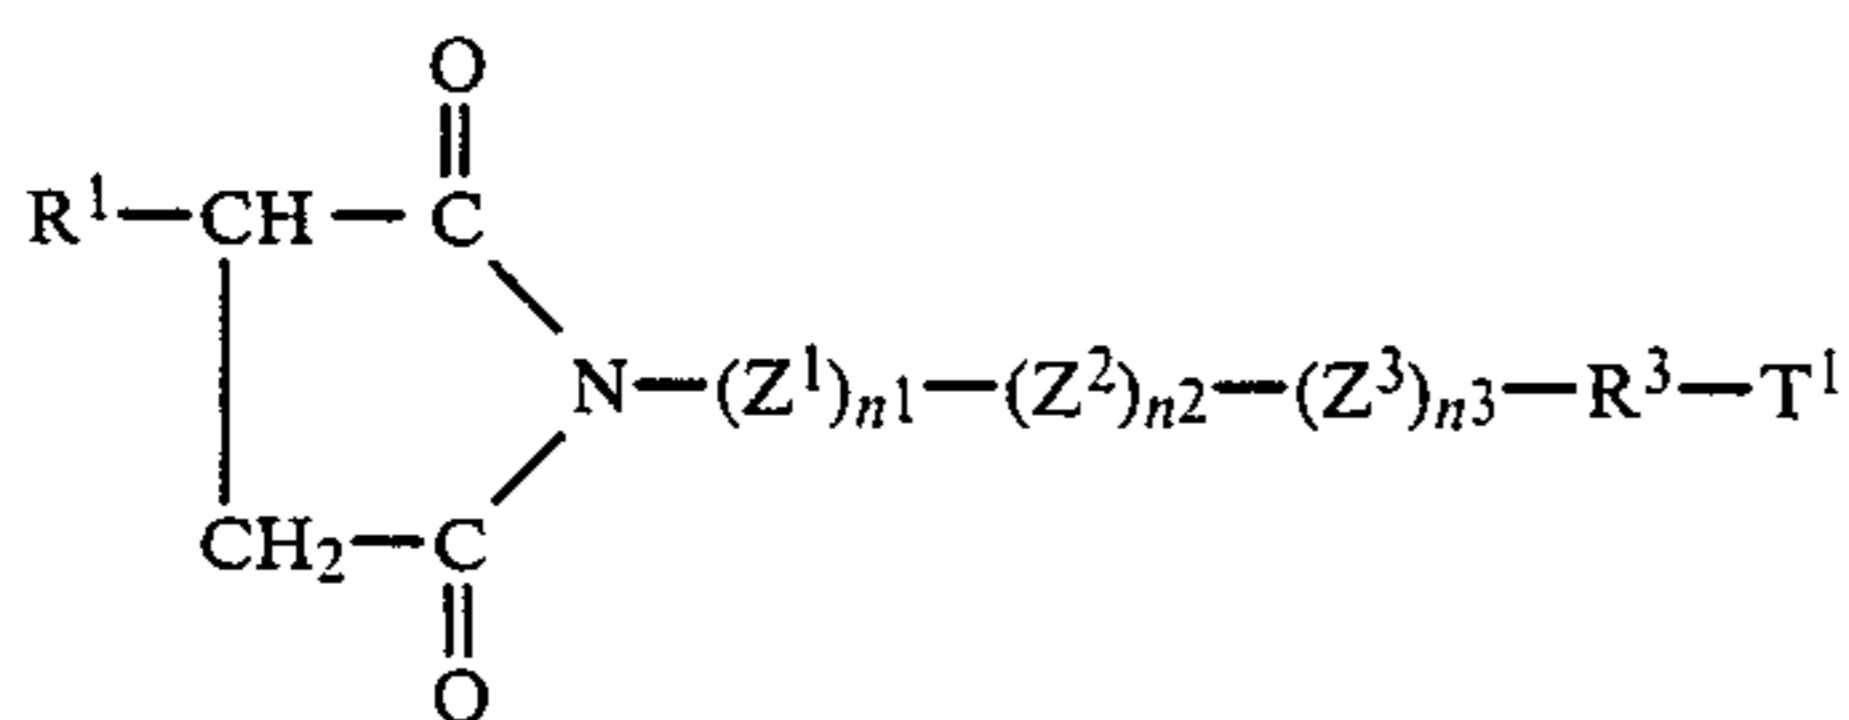 O
R¹—CH—C
N—(Z¹)ₙ₁—(Z²)ₙ₂—(Z³)ₙ₃—R³—T¹
CH₂—C
O